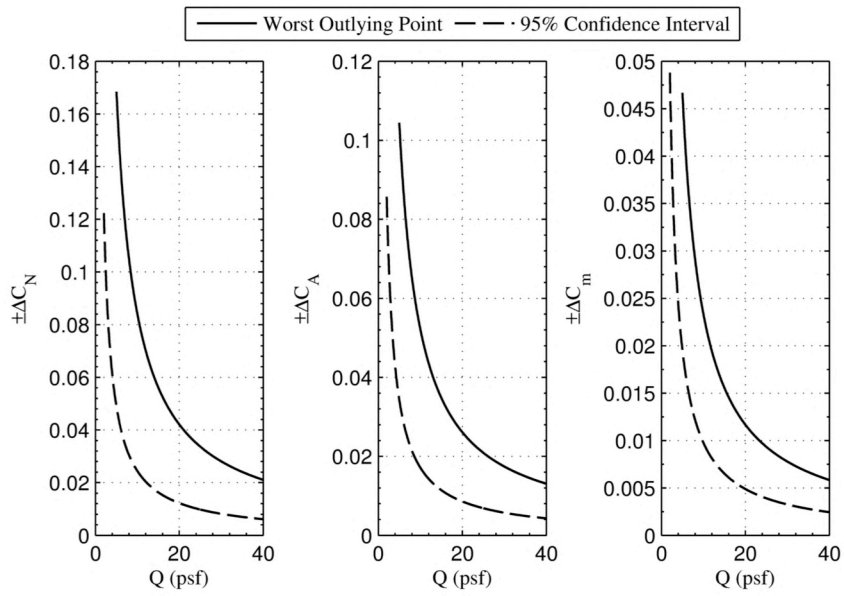 Worst Outlying Point 95% Confidence Interval
0.18 0.12 0.05
0.16 0.1 0.045
0.14 0.08 0.04
0.12 0.06 0.035
0.1 0.04 0.03
0.08 0.02 0.025
0.06 0 0.02
0.04 0.015
0.02 0.01
0 0.005
0
±ΔC_N ±ΔC_A ±ΔC_m
0 20 40 0 20 40 0 20 40
Q (psf) Q (psf) Q (psf)